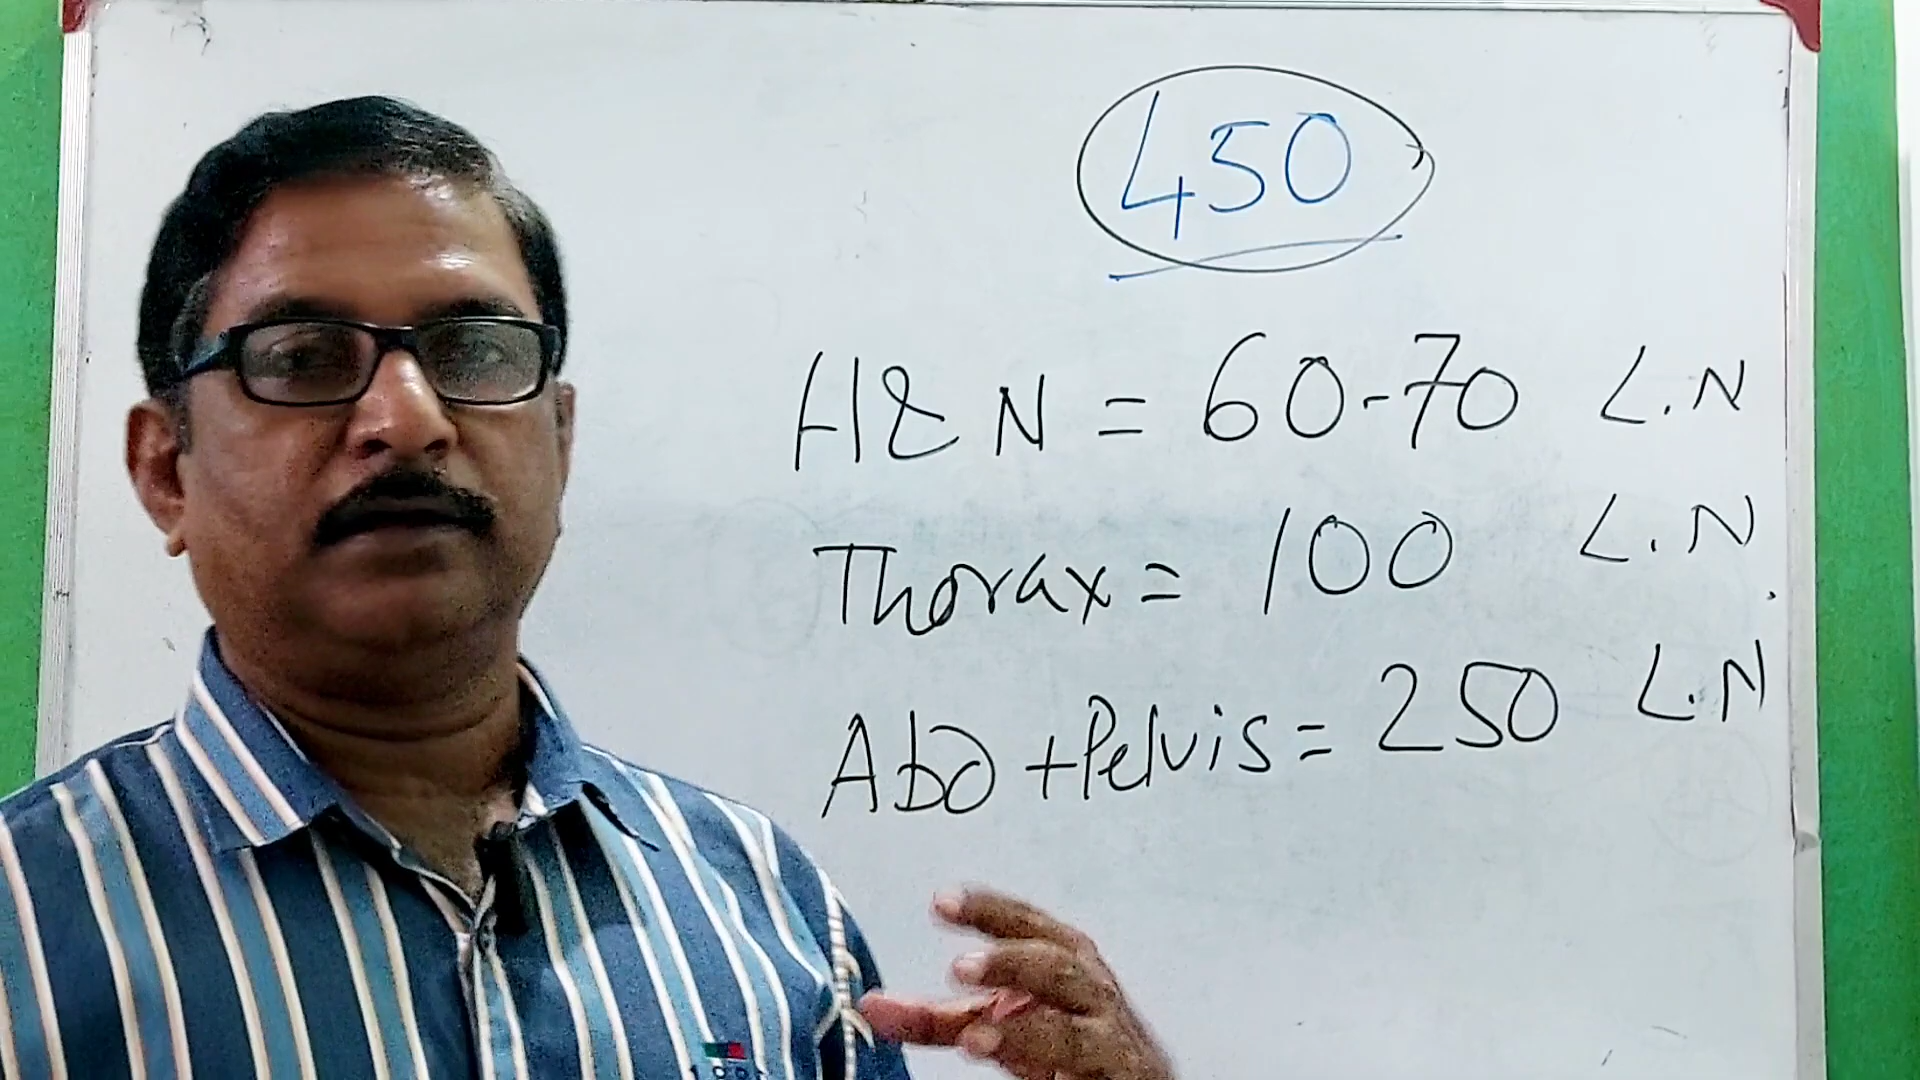 450
H & N = 60-70 L.N
Thorax = 100 L.N.
Abd + Pelvis = 250 L.N